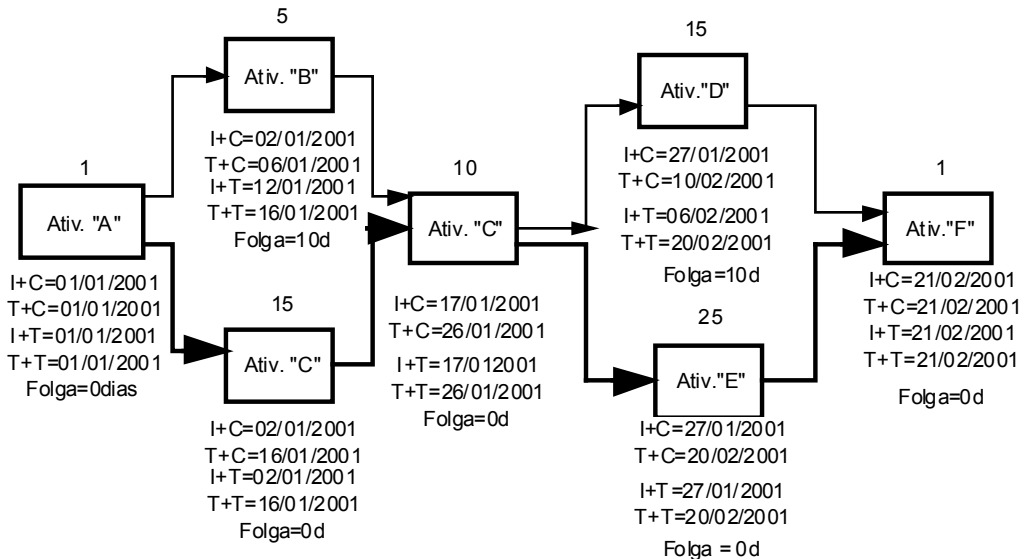 5
Ativ. "B"
I+C=02/01/2001
T+C=06/01/2001
I+T=12/01/2001
T+T=16/01/2001
Folga=10d
1
Ativ. "A"
I+C=01/01/2001
T+C=01/01/2001
I+T=01/01/2001
T+T=01/01/2001
Folga=0dias
15
Ativ. "C"
I+C=02/01/2001
T+C=16/01/2001
I+T=02/01/2001
T+T=16/01/2001
Folga=0d
10
Ativ. "C"
I+C=17/01/2001
T+C=26/01/2001
I+T=17/012001
T+T=26/01/2001
Folga=0d
15
Ativ."D"
I+C=27/01/2001
T+C=10/02/2001
I+T=06/02/2001
T+T=20/02/2001
Folga=10d
25
Ativ."E"
I+C=27/01/2001
T+C=20/02/2001
I+T=27/01/2001
T+T=20/02/2001
Folga = 0d
1
Ativ."F"
I+C=21/02/2001
T+C=21/02/2001
I+T=21/02/2001
T+T=21/02/2001
Folga=0d